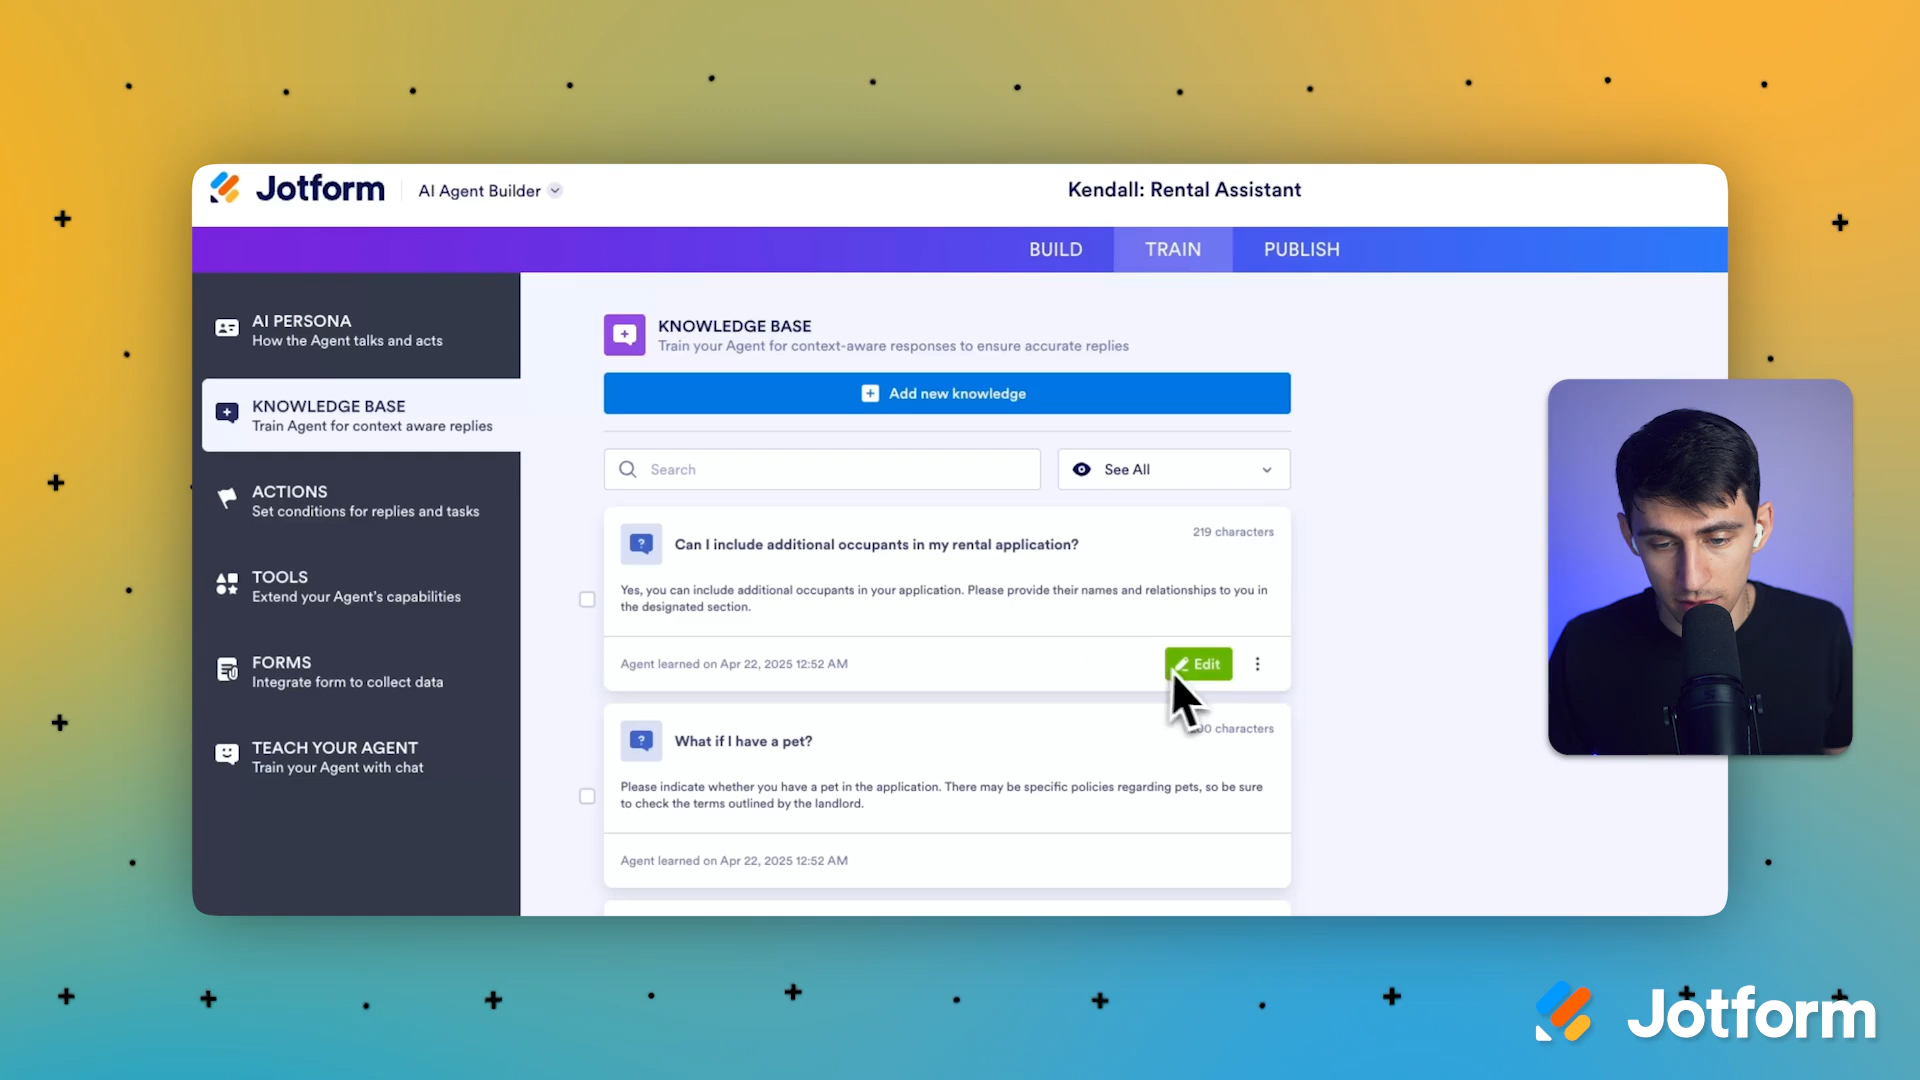 Jotform
AI Agent Builder
Kendall: Rental Assistant
BUILD
TRAIN
PUBLISH
AI PERSONA
How the Agent talks and acts
KNOWLEDGE BASE
Train Agent for context aware replies
ACTIONS
Set conditions for replies and tasks
TOOLS
Extend your Agent's capabilities
FORMS
Integrate form to collect data
TEACH YOUR AGENT
Train your Agent with chat
KNOWLEDGE BASE
Train your Agent for context-aware responses to ensure accurate replies
Add new knowledge
Search
See All
Can I include additional occupants in my rental application?
219 characters
Yes, you can include additional occupants in your application. Please provide their names and relationships to you in
the designated section.
Agent learned on Apr 22, 2025 12:52 AM
Edit
What if I have a pet?
characters
Please indicate whether you have a pet in the application. There may be specific policies regarding pets, so be sure
to check the terms outlined by the landlord.
Agent learned on Apr 22, 2025 12:52 AM
Jotform